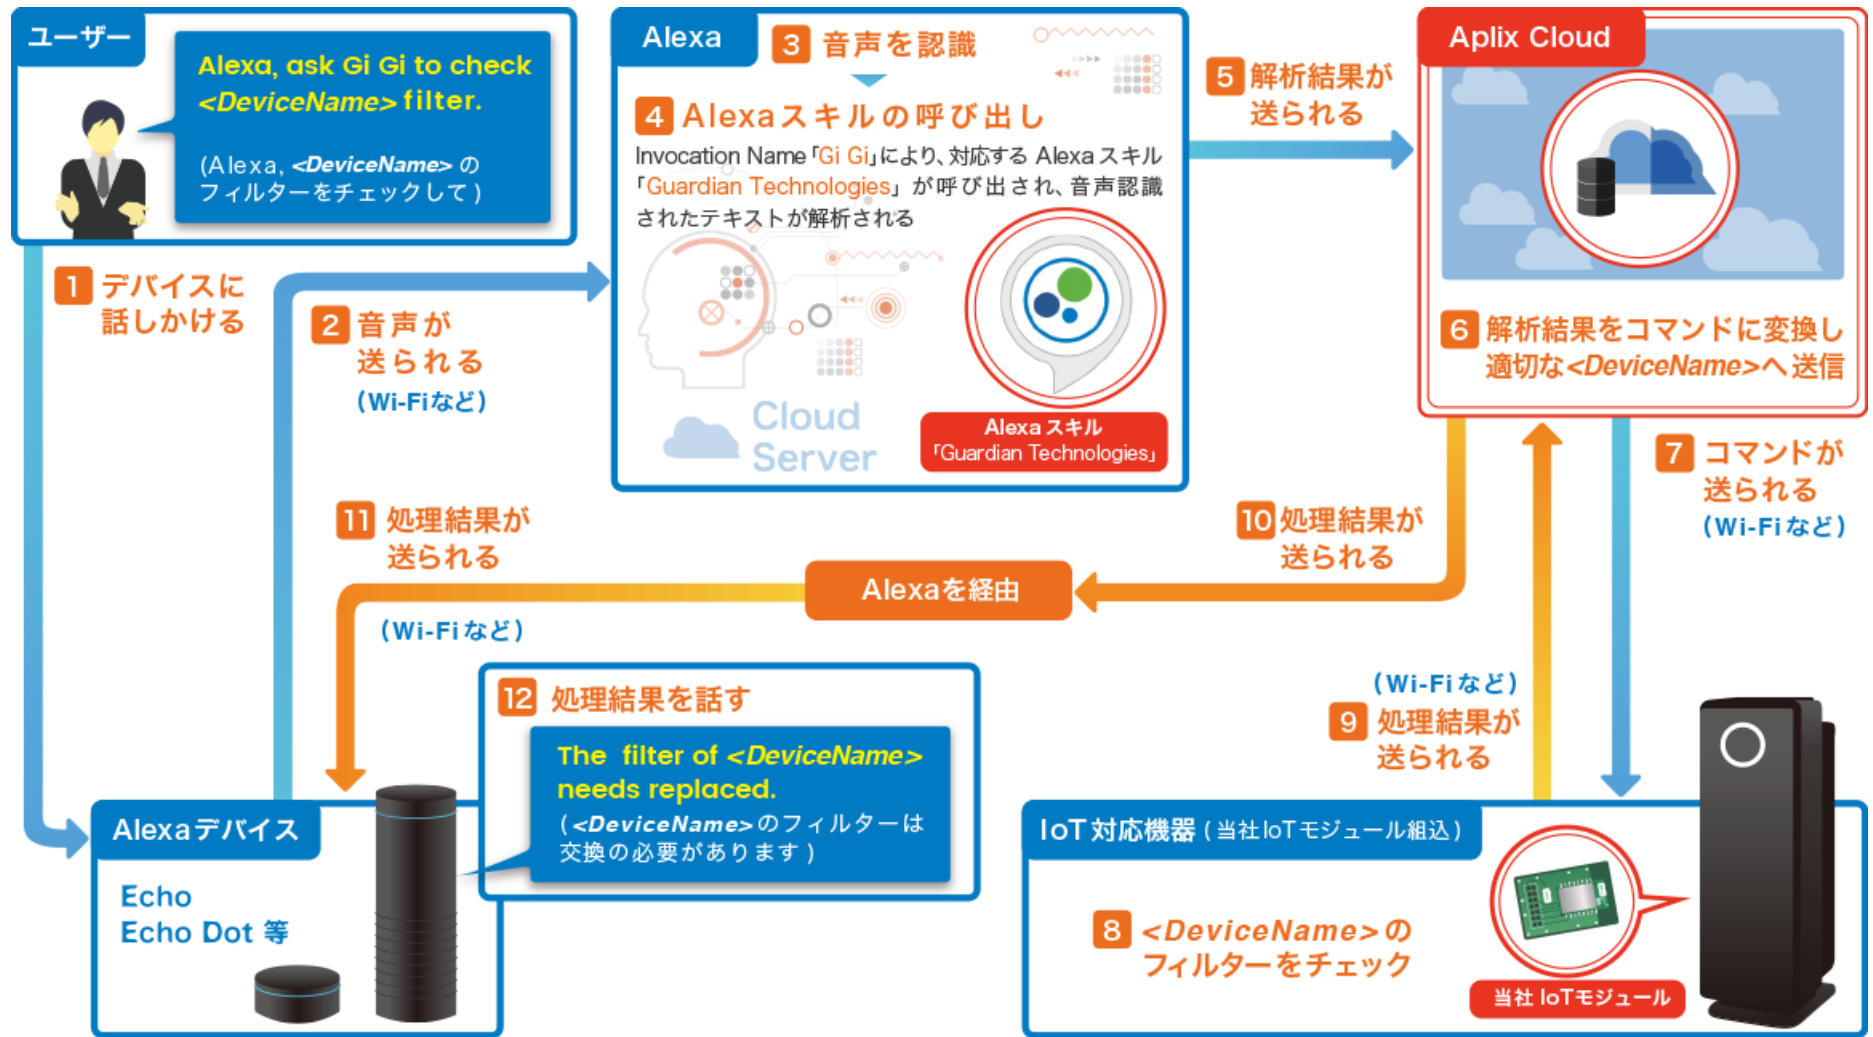 ユーザー
Alexa, ask Gi Gi to check
<DeviceName> filter.
(Alexa, <DeviceName> の
フィルターをチェックして)
1 デバイスに
話しかける
2 音声が
送られる
(Wi-Fiなど)
Alexa
3 音声を認識
4 Alexaスキルの呼び出し
Invocation Name「Gi Gi」により、対応する Alexa スキル
「Guardian Technologies」が呼び出され、音声認識
されたテキストが解析される
Cloud
Server
Alexa スキル
「Guardian Technologies」
5 解析結果が
送られる
Aplix Cloud
6 解析結果をコマンドに変換し
適切な<DeviceName>へ送信
7 コマンドが
送られる
(Wi-Fiなど)
IoT対応機器 (当社IoTモジュール組込)
8 <DeviceName>の
フィルターをチェック
当社 IoTモジュール
(Wi-Fiなど)
9 処理結果が
送られる
10 処理結果が
送られる
Alexaを経由
11 処理結果が
送られる
(Wi-Fiなど)
12 処理結果を話す
The filter of <DeviceName>
needs replaced.
(<DeviceName>のフィルターは
交換の必要があります)
Alexaデバイス
Echo
Echo Dot 等